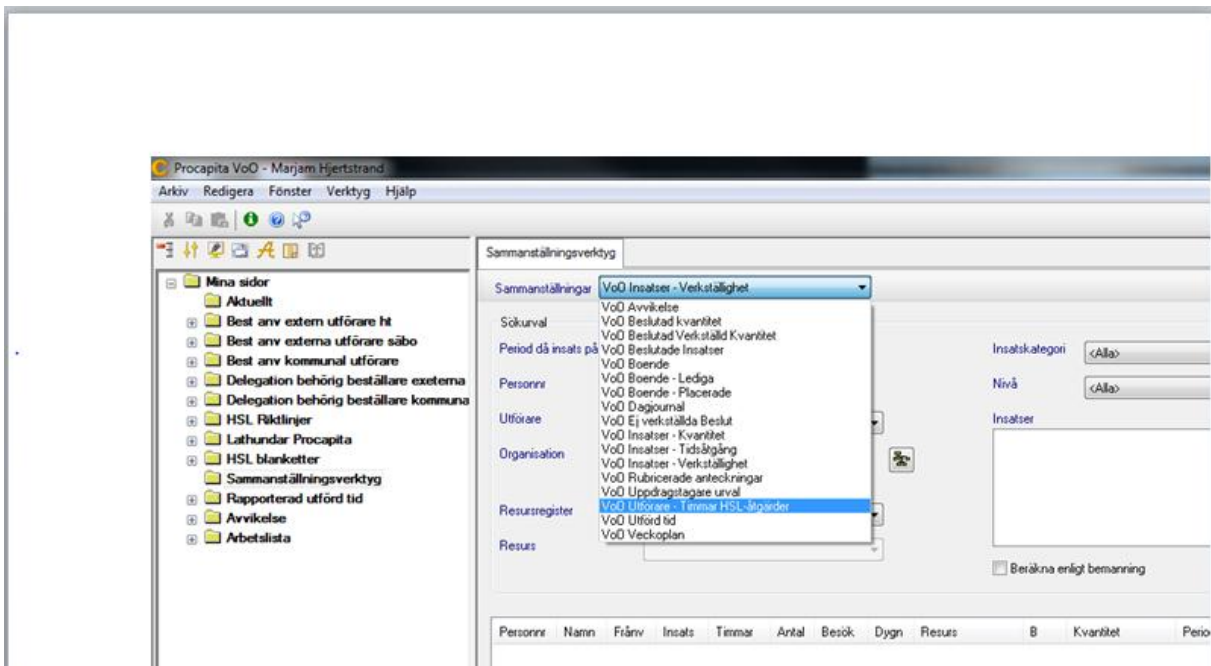 Procapita VoO - Marjam Hjertstrand
Arkiv Redigera Fönster Verktyg Hjälp
Mina sidor
Aktuellt
Best anv extern utförare ht
Best anv externa utförare säbo
Best anv kommunal utförare
Delegation behörig beställare exeterna
Delegation behörig beställare kommuna
HSL Riktlinjer
Lathundar Procapita
HSL blanketter
Sammanställningsverktyg
Rapporterad utförd tid
Avvikelse
Arbetslista
Sammanställningsverktyg
Sammanställningar VoO Insatser - Verkställighet
VoO Avvikelse
VoO Beslutad kvantitet
VoO Beslutad Verkställd Kvantitet
VoO Beslutade Insatser
VoO Boende
VoO Boende - Lediga
VoO Boende - Placerade
VoO Dagjournal
VoO Ej verkställda Beslut
VoO Insatser - Kvantitet
VoO Insatser - Tidsåtgång
VoO Insatser - Verkställighet
VoO Rubricerade anteckningar
VoO Uppdragstagare urval
VoO Utförare - Timmar HSL-åtgärder
VoO Utförd tid
VoO Veckoplan
Sökurval
Period då insats på
Personnr
Utförare
Organisation
Resursregister
Resurs
Insatskategori <Alla>
Nivå <Alla>
Insatser
Beräkna enligt bemanning
Personnr Namn Frånv Insats Timmar Antal Besök Dygn Resurs B Kvantitet Perio